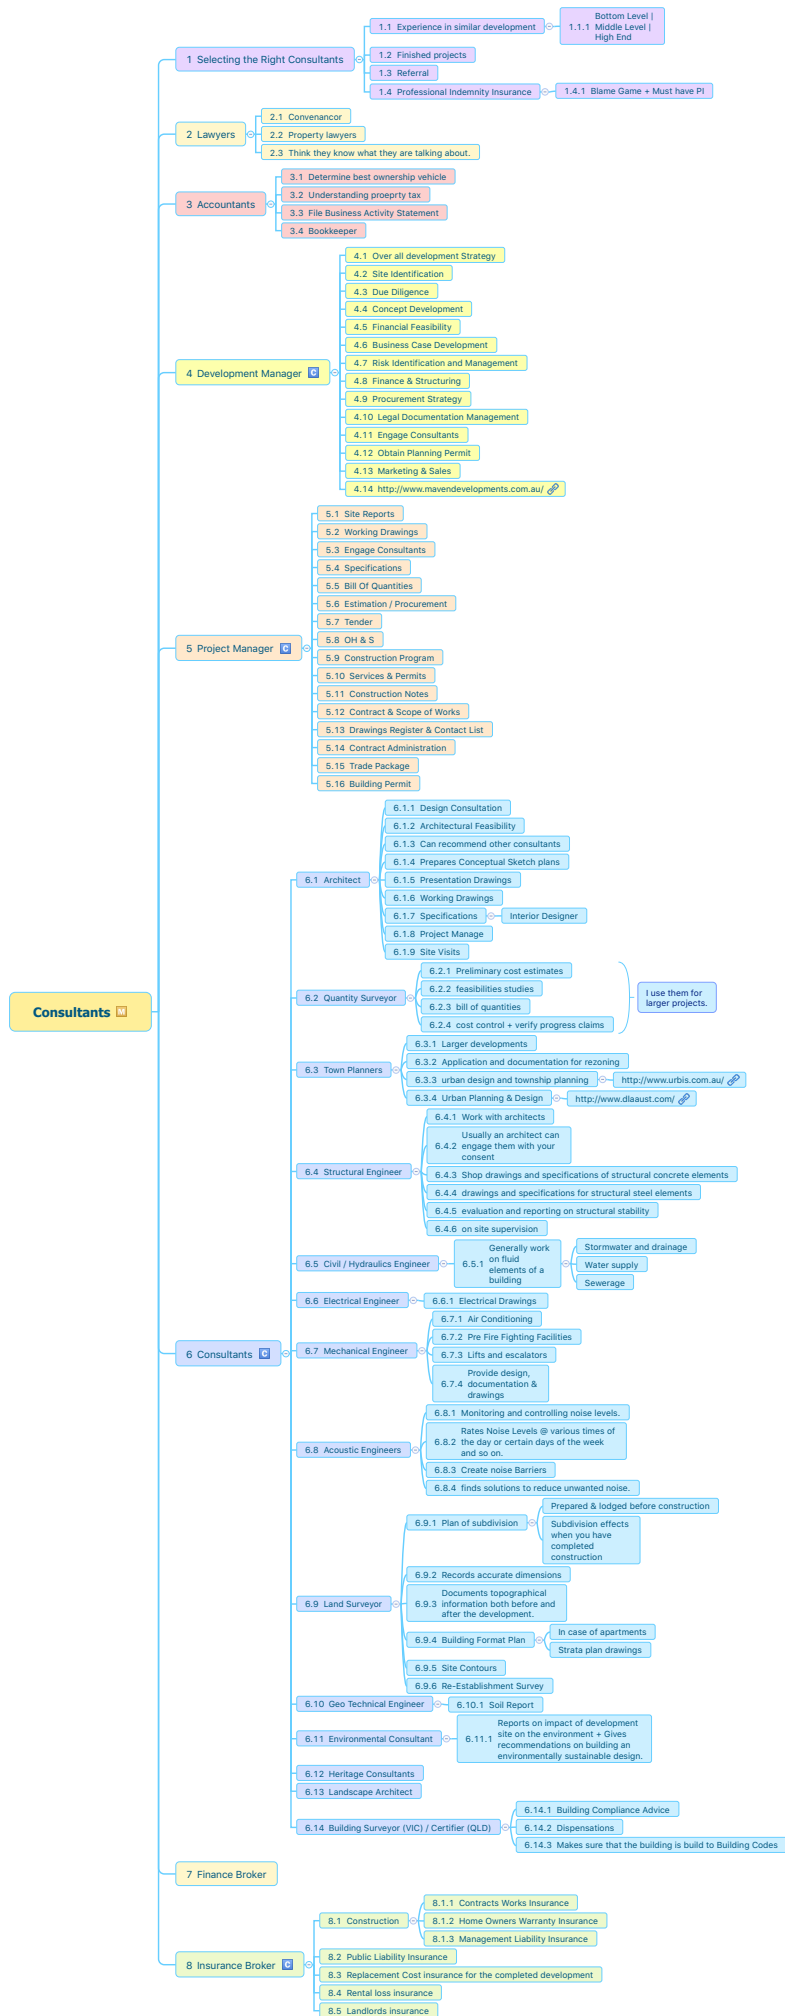 Consultants M
1 Selecting the Right Consultants
1.1 Experience in similar development
1.1.1 Bottom Level |
Middle Level |
High End
1.2 Finished projects
1.3 Referral
1.4 Professional Indemnity Insurance
1.4.1 Blame Game + Must have PI
2 Lawyers
2.1 Convenancor
2.2 Property lawyers
2.3 Think they know what they are talking about.
3 Accountants
3.1 Determine best ownership vehicle
3.2 Understanding proeprty tax
3.3 File Business Activity Statement
3.4 Bookkeeper
4 Development Manager C
4.1 Over all development Strategy
4.2 Site Identification
4.3 Due Diligence
4.4 Concept Development
4.5 Financial Feasibility
4.6 Business Case Development
4.7 Risk Identification and Management
4.8 Finance & Structuring
4.9 Procurement Strategy
4.10 Legal Documentation Management
4.11 Engage Consultants
4.12 Obtain Planning Permit
4.13 Marketing & Sales
4.14 http://www.mavendevelopments.com.au/
5 Project Manager C
5.1 Site Reports
5.2 Working Drawings
5.3 Engage Consultants
5.4 Specifications
5.5 Bill Of Quantities
5.6 Estimation / Procurement
5.7 Tender
5.8 OH & S
5.9 Construction Program
5.10 Services & Permits
5.11 Construction Notes
5.12 Contract & Scope of Works
5.13 Drawings Register & Contact List
5.14 Contract Administration
5.15 Trade Package
5.16 Building Permit
6 Consultants C
6.1 Architect
6.1.1 Design Consultation
6.1.2 Architectural Feasibility
6.1.3 Can recommend other consultants
6.1.4 Prepares Conceptual Sketch plans
6.1.5 Presentation Drawings
6.1.6 Working Drawings
6.1.7 Specifications
Interior Designer
6.1.8 Project Manage
6.1.9 Site Visits
6.2 Quantity Surveyor
6.2.1 Preliminary cost estimates
6.2.2 feasibilities studies
6.2.3 bill of quantities
6.2.4 cost control + verify progress claims
I use them for
larger projects.
6.3 Town Planners
6.3.1 Larger developments
6.3.2 Application and documentation for rezoning
6.3.3 urban design and township planning
http://www.urbis.com.au/
6.3.4 Urban Planning & Design
http://www.dlaaust.com/
6.4 Structural Engineer
6.4.1 Work with architects
6.4.2 Usually an architect can
engage them with your
consent
6.4.3 Shop drawings and specifications of structural concrete elements
6.4.4 drawings and specifications for structural steel elements
6.4.5 evaluation and reporting on structural stability
6.4.6 on site supervision
6.5 Civil / Hydraulics Engineer
6.5.1 Generally work
on fluid
elements of a
building
Stormwater and drainage
Water supply
Sewerage
6.6 Electrical Engineer
6.6.1 Electrical Drawings
6.7 Mechanical Engineer
6.7.1 Air Conditioning
6.7.2 Pre Fire Fighting Facilities
6.7.3 Lifts and escalators
6.7.4 Provide design,
documentation &
drawings
6.8 Acoustic Engineers
6.8.1 Monitoring and controlling noise levels.
6.8.2 Rates Noise Levels @ various times of
the day or certain days of the week
and so on.
6.8.3 Create noise Barriers
6.8.4 finds solutions to reduce unwanted noise.
6.9 Land Surveyor
6.9.1 Plan of subdivision
Prepared & lodged before construction
Subdivision effects
when you have
completed
construction
6.9.2 Records accurate dimensions
6.9.3 Documents topographical
information both before and
after the development.
6.9.4 Building Format Plan
In case of apartments
Strata plan drawings
6.9.5 Site Contours
6.9.6 Re-Establishment Survey
6.10 Geo Technical Engineer
6.10.1 Soil Report
6.11 Environmental Consultant
6.11.1 Reports on impact of development
site on the environment + Gives
recommendations on building an
environmentally sustainable design.
6.12 Heritage Consultants
6.13 Landscape Architect
6.14 Building Surveyor (VIC) / Certifier (QLD)
6.14.1 Building Compliance Advice
6.14.2 Dispensations
6.14.3 Makes sure that the building is build to Building Codes
7 Finance Broker
8 Insurance Broker C
8.1 Construction
8.1.1 Contracts Works Insurance
8.1.2 Home Owners Warranty Insurance
8.1.3 Management Liability Insurance
8.2 Public Liability Insurance
8.3 Replacement Cost insurance for the completed development
8.4 Rental loss insurance
8.5 Landlords insurance